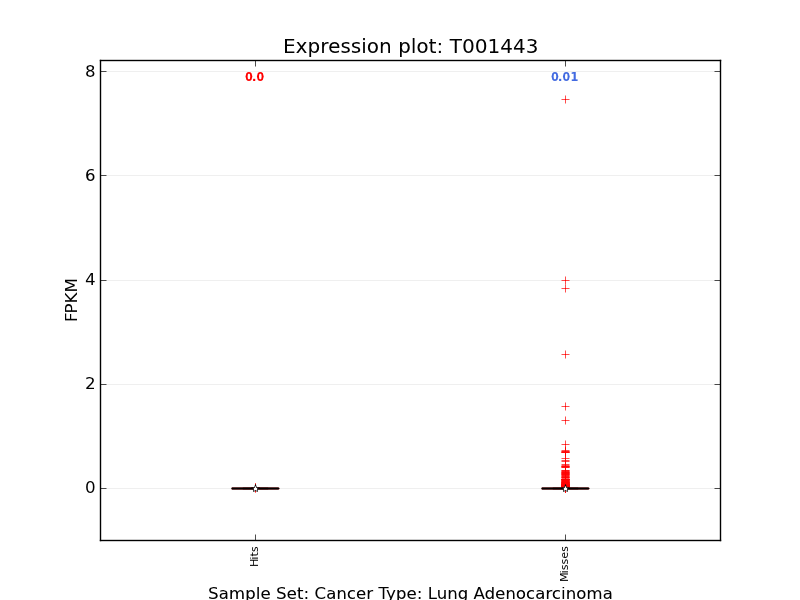 Expression plot: T001443
0.0
0.01
8
6
4
2
0
FPKM
Hits
Misses
Sample Set: Cancer Type: Lung Adenocarcinoma